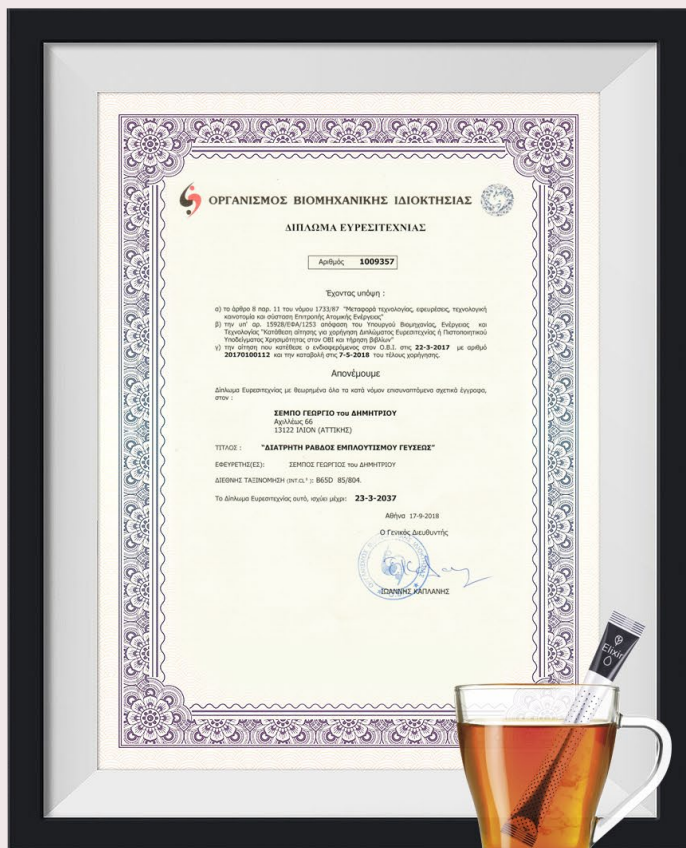 ΟΡΓΑΝΙΣΜΟΣ ΒΙΟΜΗΧΑΝΙΚΗΣ ΙΔΙΟΚΤΗΣΙΑΣ
ΔΙΠΛΩΜΑ ΕΥΡΕΣΙΤΕΧΝΙΑΣ
Αριθμός 1009357
Έχοντας υπόψη :
α) το άρθρο 8 παρ. 11 του νόμου 1733/87 "Μεταφορά τεχνολογίας, εφευρέσεις, τεχνολογική
καινοτομία και σύσταση Επιτροπής Ατομικής Ενέργειας"
β) την υπ' αρ. 15928/ΕΦΑ/1253 απόφαση του Υπουργού Βιομηχανίας, Ενέργειας και
Τεχνολογίας "Κατάθεση αίτησης για χορήγηση Διπλώματος Ευρεσιτεχνίας ή Πιστοποιητικού
Υποδείγματος Χρησιμότητας στον ΟΒΙ και τήρηση βιβλίων"
γ) την αίτηση που κατέθεσε ο ενδιαφερόμενος στον Ο.Β.Ι. στις 22-3-2017 με αριθμό
20170100112 και την καταβολή στις 7-5-2018 του τέλους χορήγησης.
Απονέμουμε
Δίπλωμα Ευρεσιτεχνίας με θεωρημένα όλα τα κατά νόμον επισυναπτόμενα σχετικά έγγραφα,
στον :
ΣΕΜΠΟ ΓΕΩΡΓΙΟ του ΔΗΜΗΤΡΙΟΥ
Αχιλλέως 66
13122 ΙΛΙΟΝ (ΑΤΤΙΚΗΣ)
ΤΙΤΛΟΣ : "ΔΙΑΤΡΗΤΗ ΡΑΒΔΟΣ ΕΜΠΛΟΥΤΙΣΜΟΥ ΓΕΥΣΕΩΣ"
ΕΦΕΥΡΕΤΗΣ(ΕΣ): ΣΕΜΠΟΣ ΓΕΩΡΓΙΟΣ του ΔΗΜΗΤΡΙΟΥ
ΔΙΕΘΝΗΣ ΤΑΞΙΝΟΜΗΣΗ B65D 85/804.
Το Δίπλωμα Ευρεσιτεχνίας αυτό, ισχύει μέχρι: 23-3-2037
Αθήνα 17-9-2018
Ο Γενικός Διευθυντής
ΙΩΑΝΝΗΣ ΚΑΠΛΑΝΗΣ
Elixir